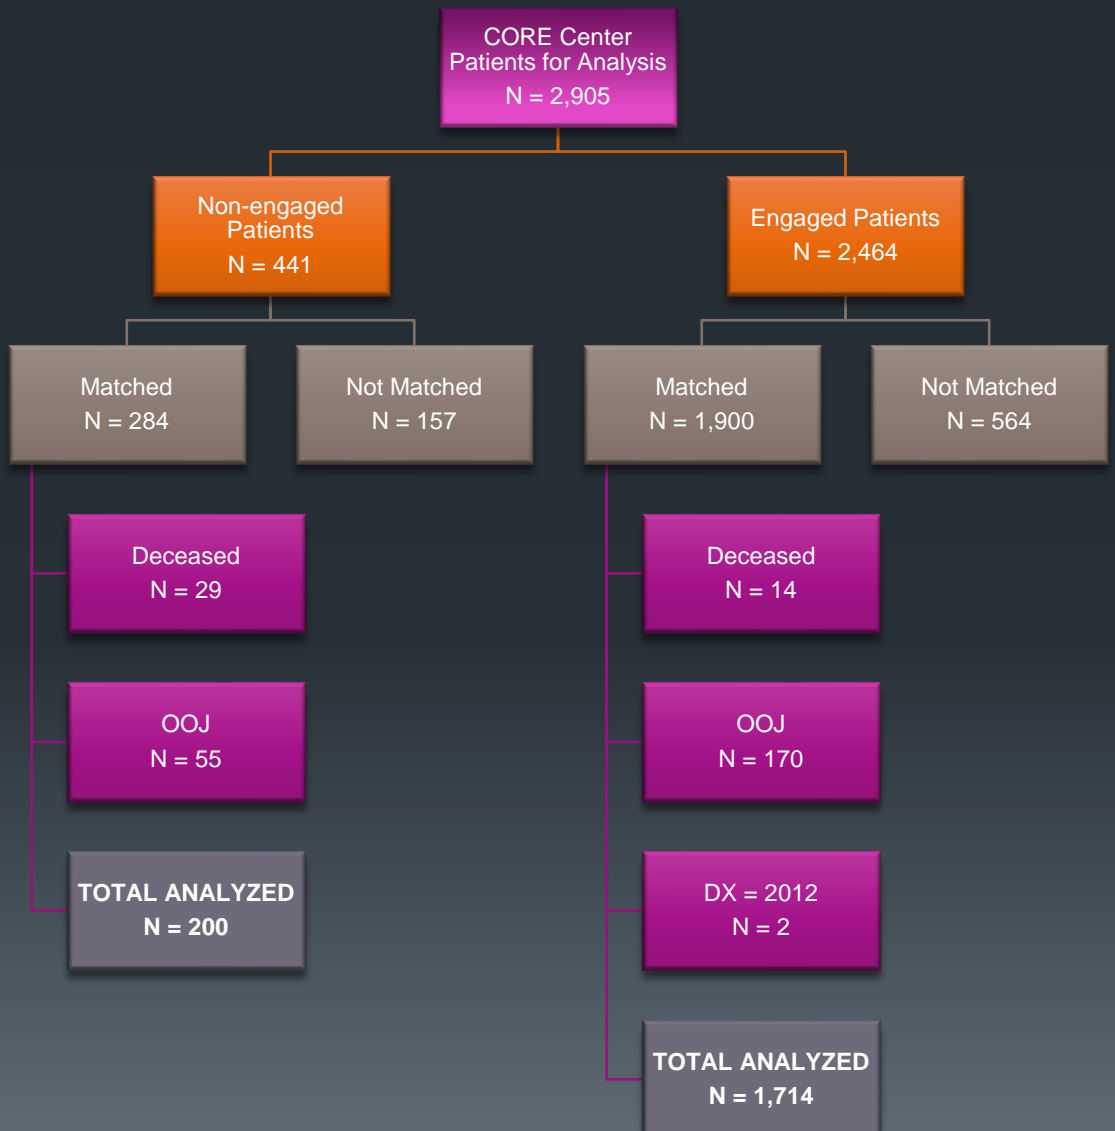 CORE Center
Patients for Analysis
N = 2,905
Non-engaged
Patients
N = 441
Engaged Patients
N = 2,464
Matched
N = 284
Not Matched
N = 157
Matched
N = 1,900
Not Matched
N = 564
Deceased
N = 29
Deceased
N = 14
OOJ
N = 55
OOJ
N = 170
TOTAL ANALYZED
N = 200
DX = 2012
N = 2
TOTAL ANALYZED
N = 1,714